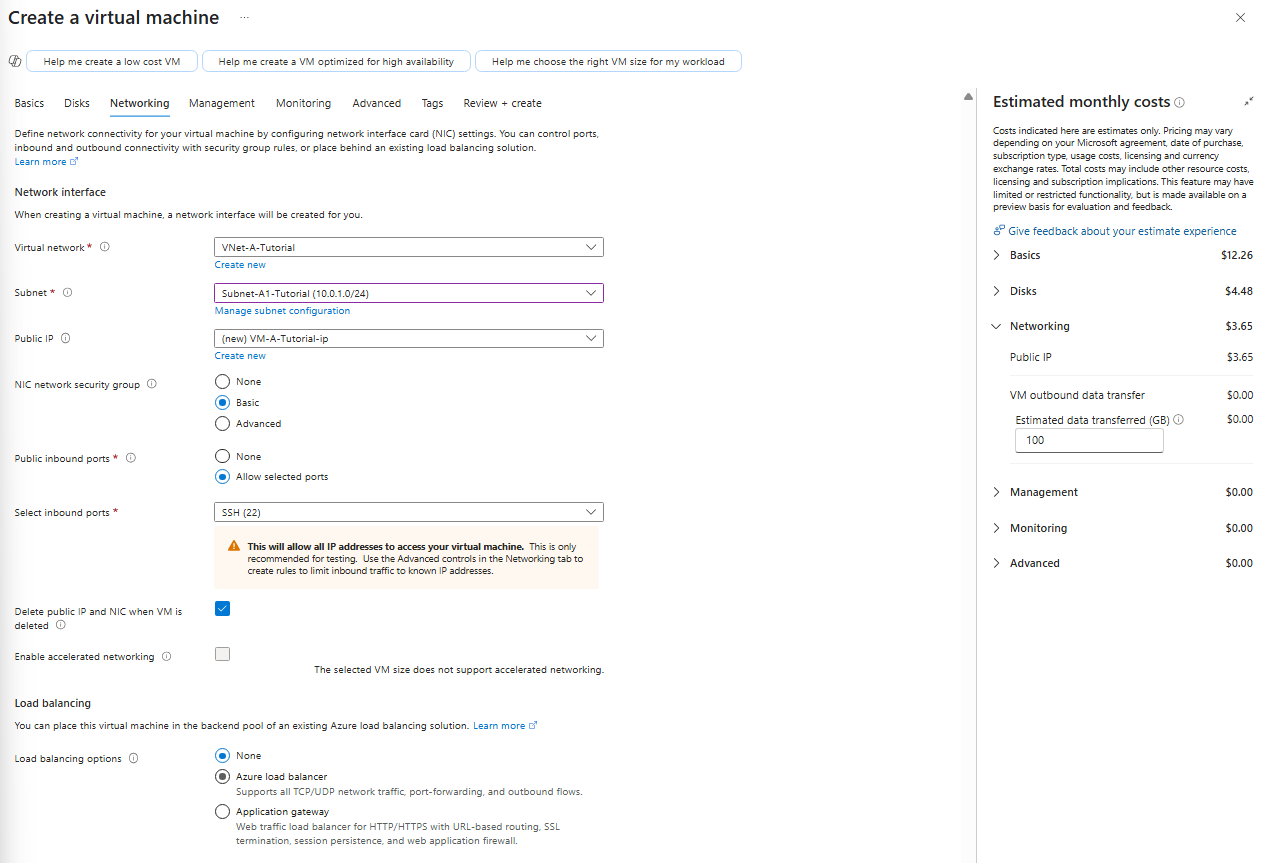 Create a virtual machine ...
Help me create a low cost VM
Help me create a VM optimized for high availability
Help me choose the right VM size for my workload
Basics
Disks
Networking
Management
Monitoring
Advanced
Tags
Review + create
Define network connectivity for your virtual machine by configuring network interface card (NIC) settings. You can control ports,
inbound and outbound connectivity with security group rules, or place behind an existing load balancing solution.
Learn more
Network interface
When creating a virtual machine, a network interface will be created for you.
Virtual network *
VNet-A-Tutorial
Create new
Subnet *
Subnet-A1-Tutorial (10.0.1.0/24)
Manage subnet configuration
Public IP
(new) VM-A-Tutorial-ip
Create new
NIC network security group
None
Basic
Advanced
Public inbound ports *
None
Allow selected ports
Select inbound ports *
SSH (22)
This will allow all IP addresses to access your virtual machine. This is only
recommended for testing. Use the Advanced controls in the Networking tab to
create rules to limit inbound traffic to known IP addresses.
Delete public IP and NIC when VM is
deleted
Enable accelerated networking
The selected VM size does not support accelerated networking.
Load balancing
You can place this virtual machine in the backend pool of an existing Azure load balancing solution. Learn more
Load balancing options
None
Azure load balancer
Supports all TCP/UDP network traffic, port-forwarding, and outbound flows.
Application gateway
Web traffic load balancer for HTTP/HTTPS with URL-based routing, SSL
termination, session persistence, and web application firewall.
Estimated monthly costs
Costs indicated here are estimates only. Pricing may vary
depending on your Microsoft agreement, date of purchase,
subscription type, usage costs, licensing and currency
exchange rates. Total costs may include other resource costs,
licensing and subscription implications. This feature may have
limited or restricted functionality, but is made available on a
preview basis for evaluation and feedback.
Give feedback about your estimate experience
Basics $12.26
Disks $4.48
Networking $3.65
Public IP $3.65
VM outbound data transfer $0.00
Estimated data transferred (GB) $0.00
100
Management $0.00
Monitoring $0.00
Advanced $0.00